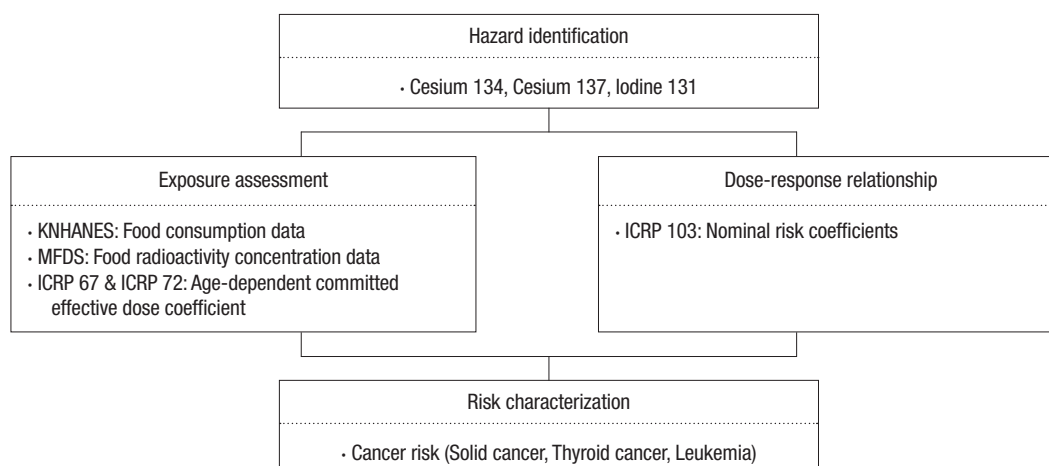 Hazard identification
· Cesium 134, Cesium 137, Iodine 131
Exposure assessment
· KNHANES: Food consumption data
· MFDS: Food radioactivity concentration data
· ICRP 67 & ICRP 72: Age-dependent committed
effective dose coefficient
Dose-response relationship
· ICRP 103: Nominal risk coefficients
Risk characterization
· Cancer risk (Solid cancer, Thyroid cancer, Leukemia)